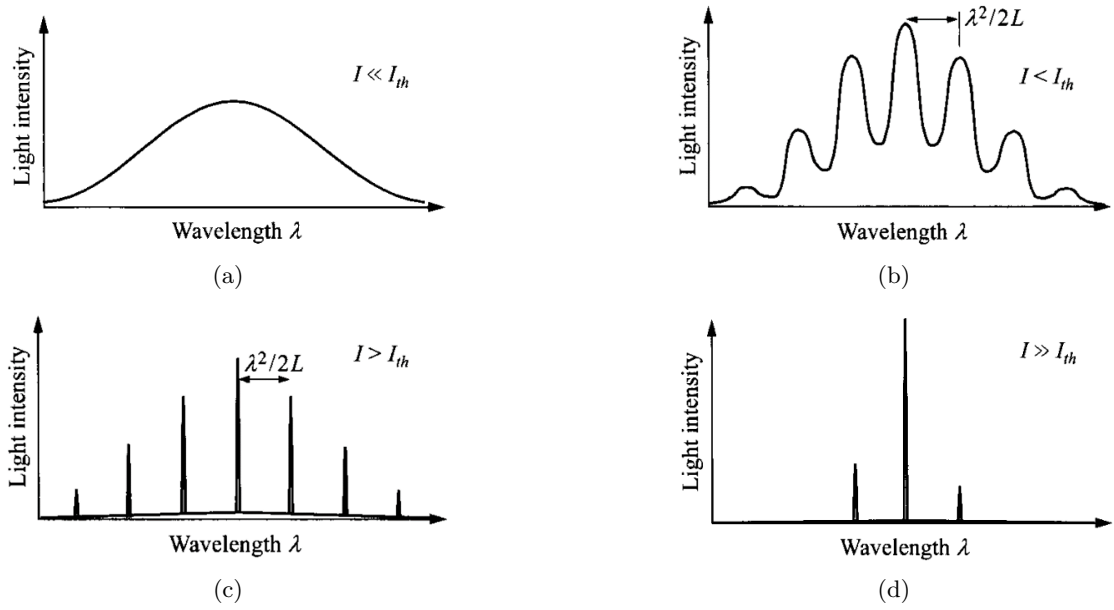 Light intensity
I ≪ I_th
Wavelength λ
(a)
Light intensity
λ²/2L
I < I_th
Wavelength λ
(b)
Light intensity
λ²/2L
I > I_th
Wavelength λ
(c)
Light intensity
I ≫ I_th
Wavelength λ
(d)